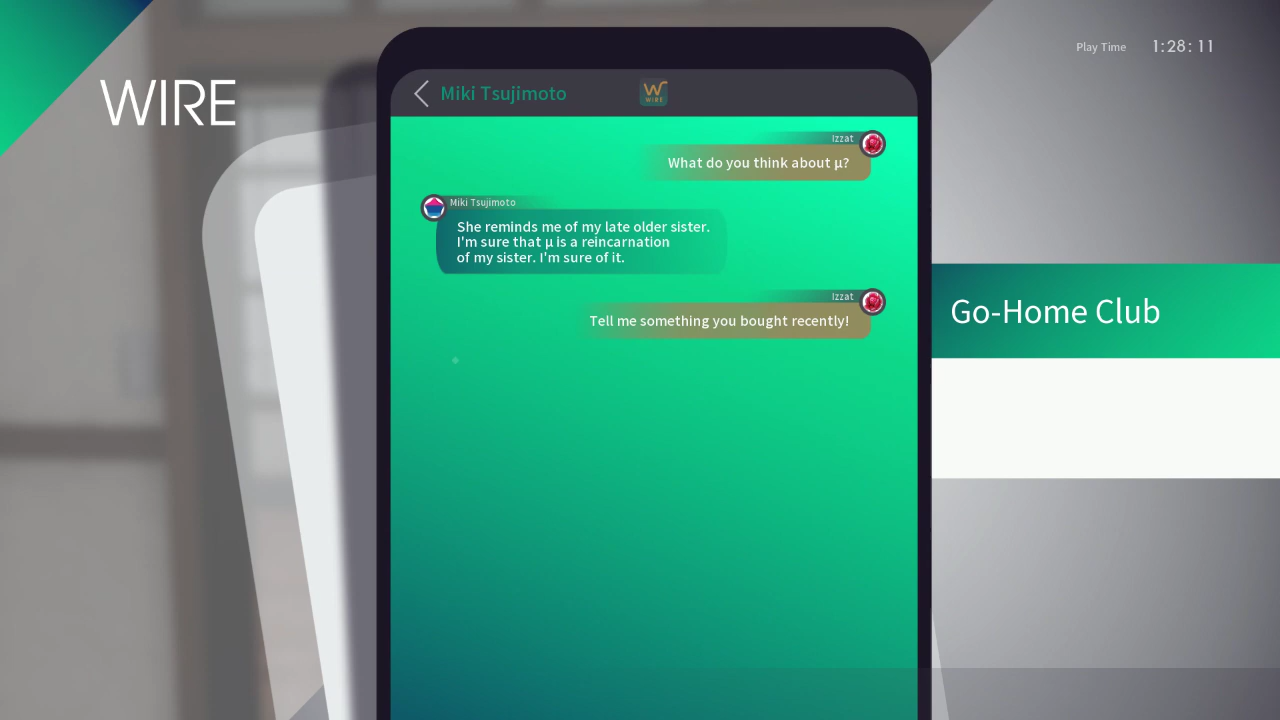 Play Time 1:28:11
WIRE
Miki Tsujimoto
W
WIRE
Izzat
What do you think about μ?
Miki Tsujimoto
She reminds me of my late older sister.
I'm sure that μ is a reincarnation
of my sister. I'm sure of it.
Izzat
Tell me something you bought recently!
Go-Home Club